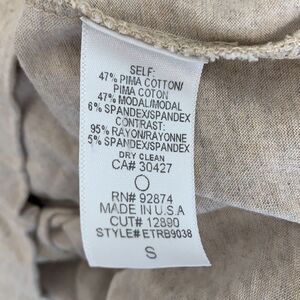 SELF:
47% PIMA COTTON/
PIMA COTON
47% MODAL/MODAL
6% SPANDEX/SPANDEX
CONTRAST:
95% RAYON/RAYONNE
5% SPANDEX/SPANDEX
DRY CLEAN
CA# 30427
RN# 92874
MADE IN U.S.A
CUT# 12890
STYLE# ETRB9038
S